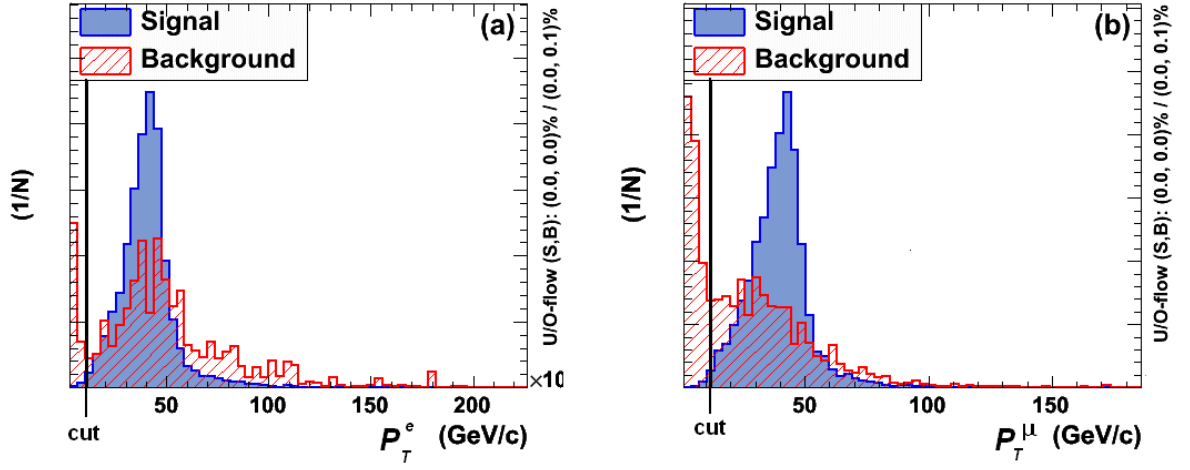 Signal
Background
(a)
(1/N)
U/O-flow (S,B): (0.0, 0.0)% / (0.0, 0.1)%
×10
50 100 150 200
cut
P_T^e (GeV/c)
Signal
Background
(b)
(1/N)
U/O-flow (S,B): (0.0, 0.0)% / (0.0, 0.1)%
50 100 150
cut
P_T^μ (GeV/c)